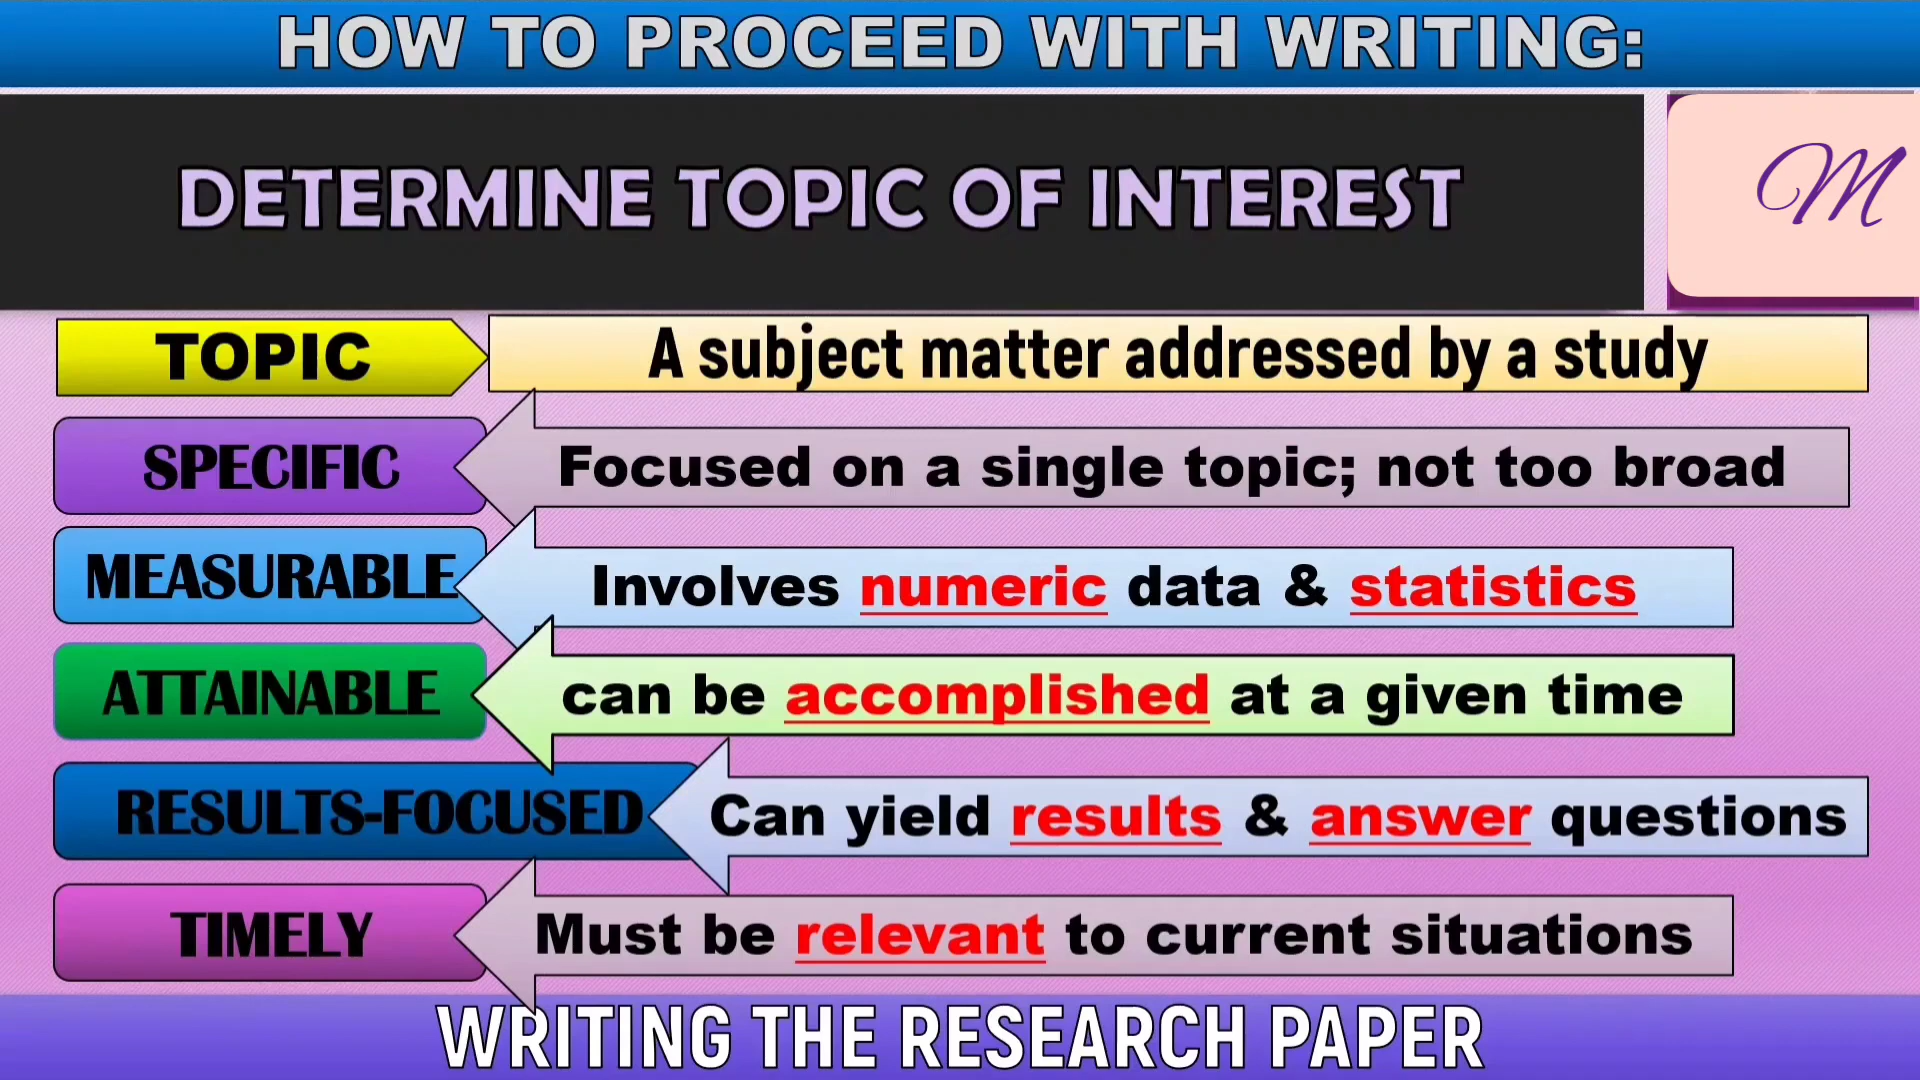 HOW TO PROCEED WITH WRITING:
DETERMINE TOPIC OF INTEREST
M
TOPIC
A subject matter addressed by a study
SPECIFIC
Focused on a single topic; not too broad
MEASURABLE
Involves numeric data & statistics
ATTAINABLE
can be accomplished at a given time
RESULTS-FOCUSED
Can yield results & answer questions
TIMELY
Must be relevant to current situations
WRITING THE RESEARCH PAPER